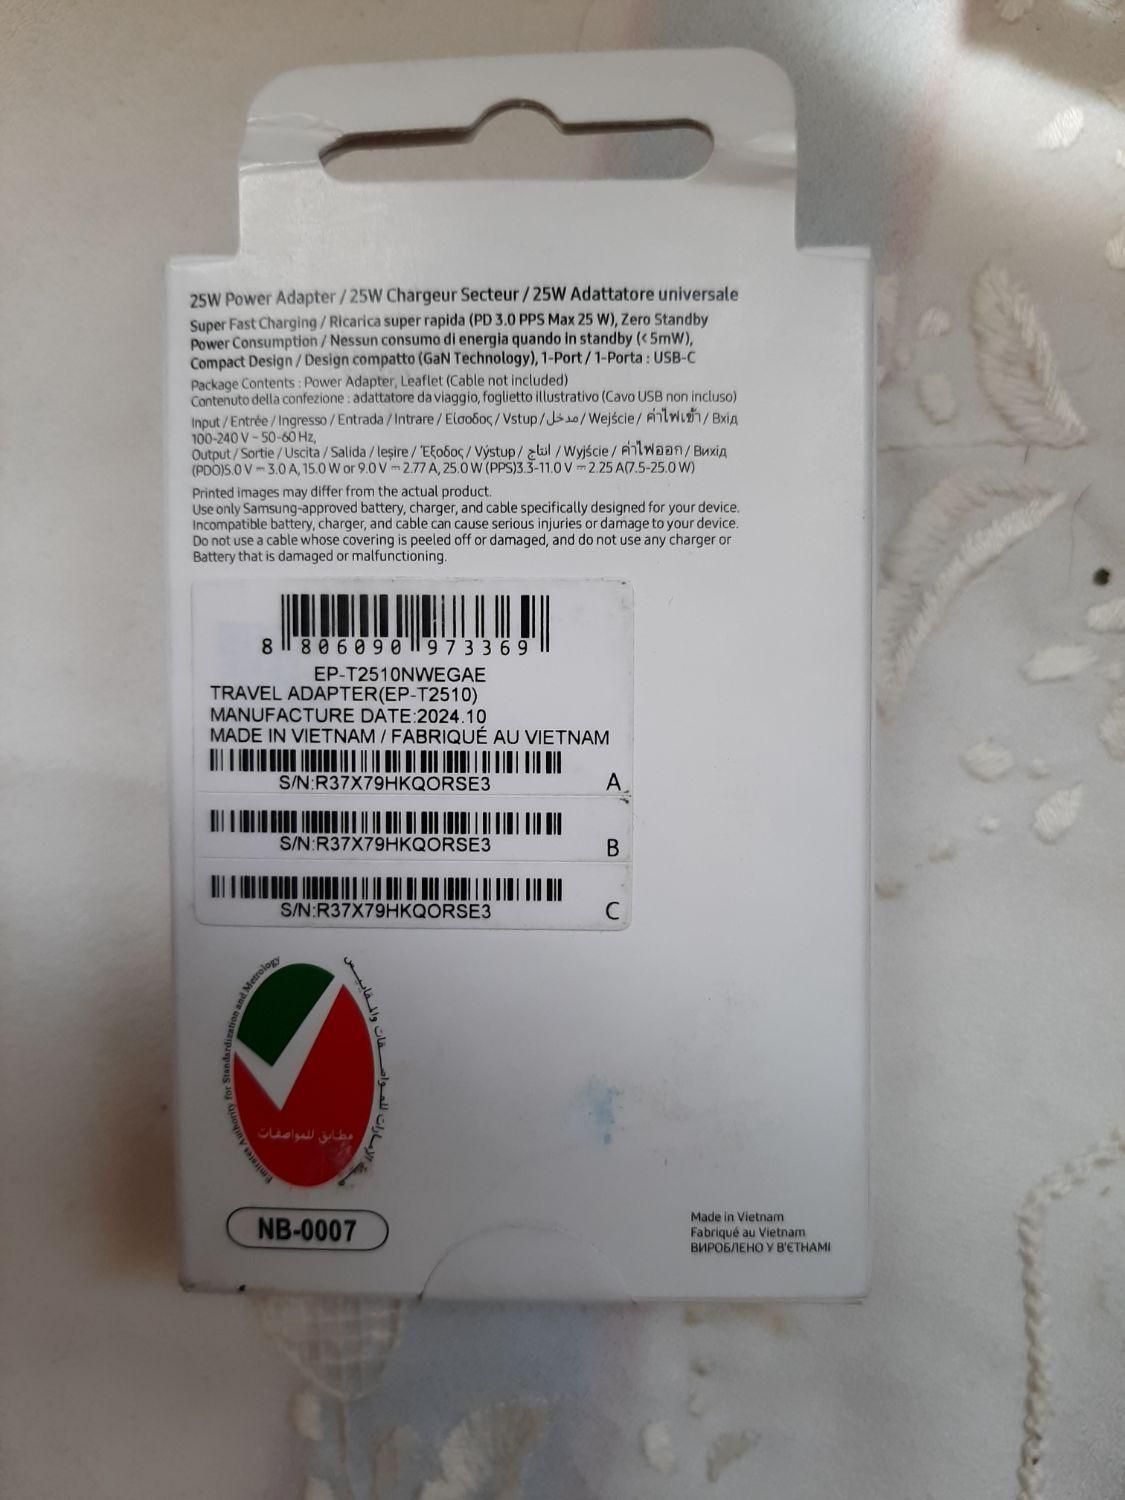 25W Power Adapter / 25W Chargeur Secteur / 25W Adattatore universale
Super Fast Charging / Ricarica super rapida (PD 3.0 PPS Max 25 W), Zero Standby
Power Consumption / Nessun consumo di energia quando in standby (< 5mW),
Compact Design / Design compatto (GaN Technology), 1-Port / 1-Porta : USB-C
Package Contents : Power Adapter, Leaflet (Cable not included)
Contenuto della confezione : adattatore da viaggio, foglietto illustrativo (Cavo USB non incluso)
Input / Entrée / Ingresso / Entrada / Intrare / Είσοδος / Vstup / مدخل / Wejście / ค่าไฟเข้า / Вхід
100-240 V ~ 50-60 Hz,
Output / Sortie / Uscita / Salida / Ieşire / Έξοδος / Výstup / انتاج / Wyjście / ค่าไฟออก / Вихід
(PDO)5.0 V ⎓ 3.0 A, 15.0 W or 9.0 V ⎓ 2.77 A, 25.0 W (PPS)3.3-11.0 V ⎓ 2.25 A(7.5-25.0 W)
Printed images may differ from the actual product.
Use only Samsung-approved battery, charger, and cable specifically designed for your device.
Incompatible battery, charger, and cable can cause serious injuries or damage to your device.
Do not use a cable whose covering is peeled off or damaged, and do not use any charger or
Battery that is damaged or malfunctioning.
8 806090 973369
EP-T2510NWEGAE
TRAVEL ADAPTER(EP-T2510)
MANUFACTURE DATE:2024.10
MADE IN VIETNAM / FABRIQUÉ AU VIETNAM
S/N:R37X79HKQORSE3 A
S/N:R37X79HKQORSE3 B
S/N:R37X79HKQORSE3 C
Emirates Authority for Standardization and Metrology
هيئة الإمارات للمواصفات والمقاييس
مطابق للمواصفات
NB-0007
Made in Vietnam
Fabriqué au Vietnam
ВИРОБЛЕНО У В'ЄТНАМІ